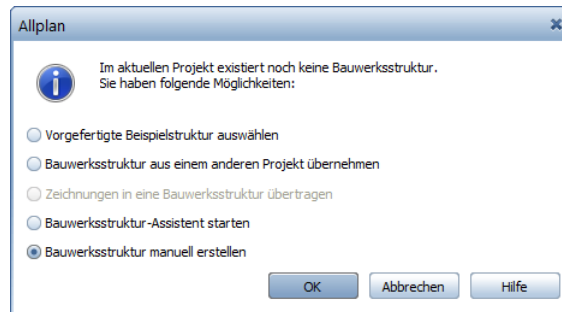 Allplan
Im aktuellen Projekt existiert noch keine Bauwerksstruktur.
Sie haben folgende Möglichkeiten:
Vorgefertigte Beispielstruktur auswählen
Bauwerksstruktur aus einem anderen Projekt übernehmen
Zeichnungen in eine Bauwerksstruktur übertragen
Bauwerksstruktur-Assistent starten
Bauwerksstruktur manuell erstellen
OK Abbrechen Hilfe